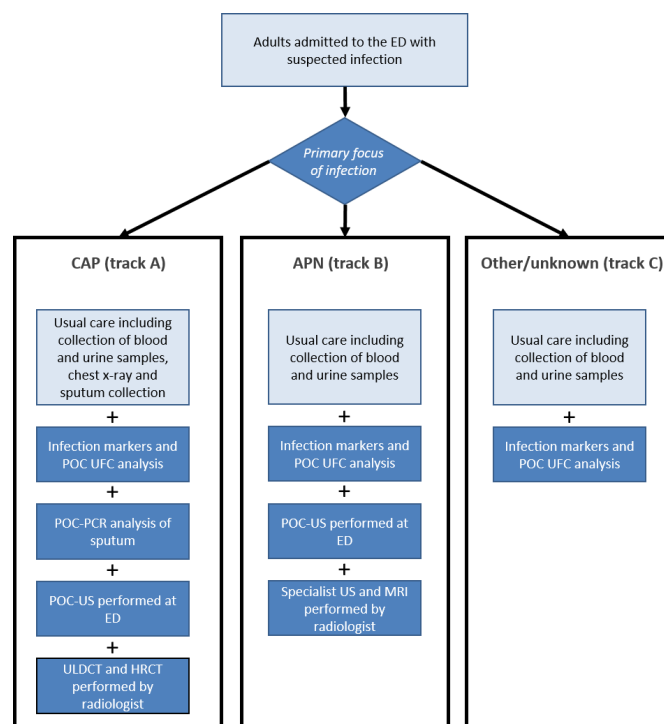 Adults admitted to the ED with
suspected infection
Primary focus
of infection
CAP (track A)
Usual care including
collection of blood
and urine samples,
chest x-ray and
sputum collection
+
Infection markers and
POC UFC analysis
+
POC-PCR analysis of
sputum
+
POC-US performed at
ED
+
ULDCT and HRCT
performed by
radiologist
APN (track B)
Usual care including
collection of blood
and urine samples
+
Infection markers and
POC UFC analysis
+
POC-US performed at
ED
+
Specialist US and MRI
performed by
radiologist
Other/unknown (track C)
Usual care including
collection of blood
and urine samples
+
Infection markers and
POC UFC analysis